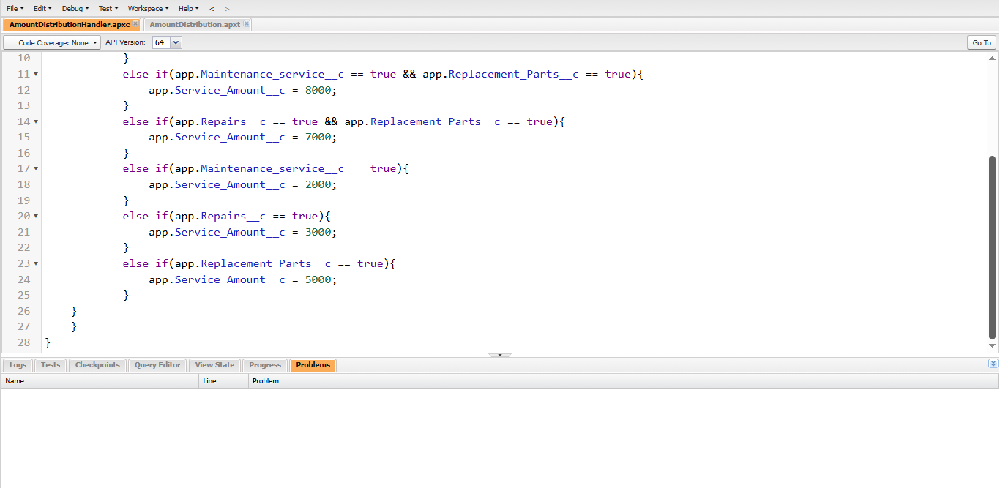 File Edit Debug Test Workspace Help < >
AmountDistributionHandler.apxc AmountDistribution.apxt
Code Coverage: None API Version: 64 Go To
10 }
11 else if(app.Maintenance_service__c == true && app.Replacement_Parts__c == true){
12 app.Service_Amount__c = 8000;
13 }
14 else if(app.Repairs__c == true && app.Replacement_Parts__c == true){
15 app.Service_Amount__c = 7000;
16 }
17 else if(app.Maintenance_service__c == true){
18 app.Service_Amount__c = 2000;
19 }
20 else if(app.Repairs__c == true){
21 app.Service_Amount__c = 3000;
22 }
23 else if(app.Replacement_Parts__c == true){
24 app.Service_Amount__c = 5000;
25 }
26 }
27 }
28 }
Logs Tests Checkpoints Query Editor View State Progress Problems
Name Line Problem